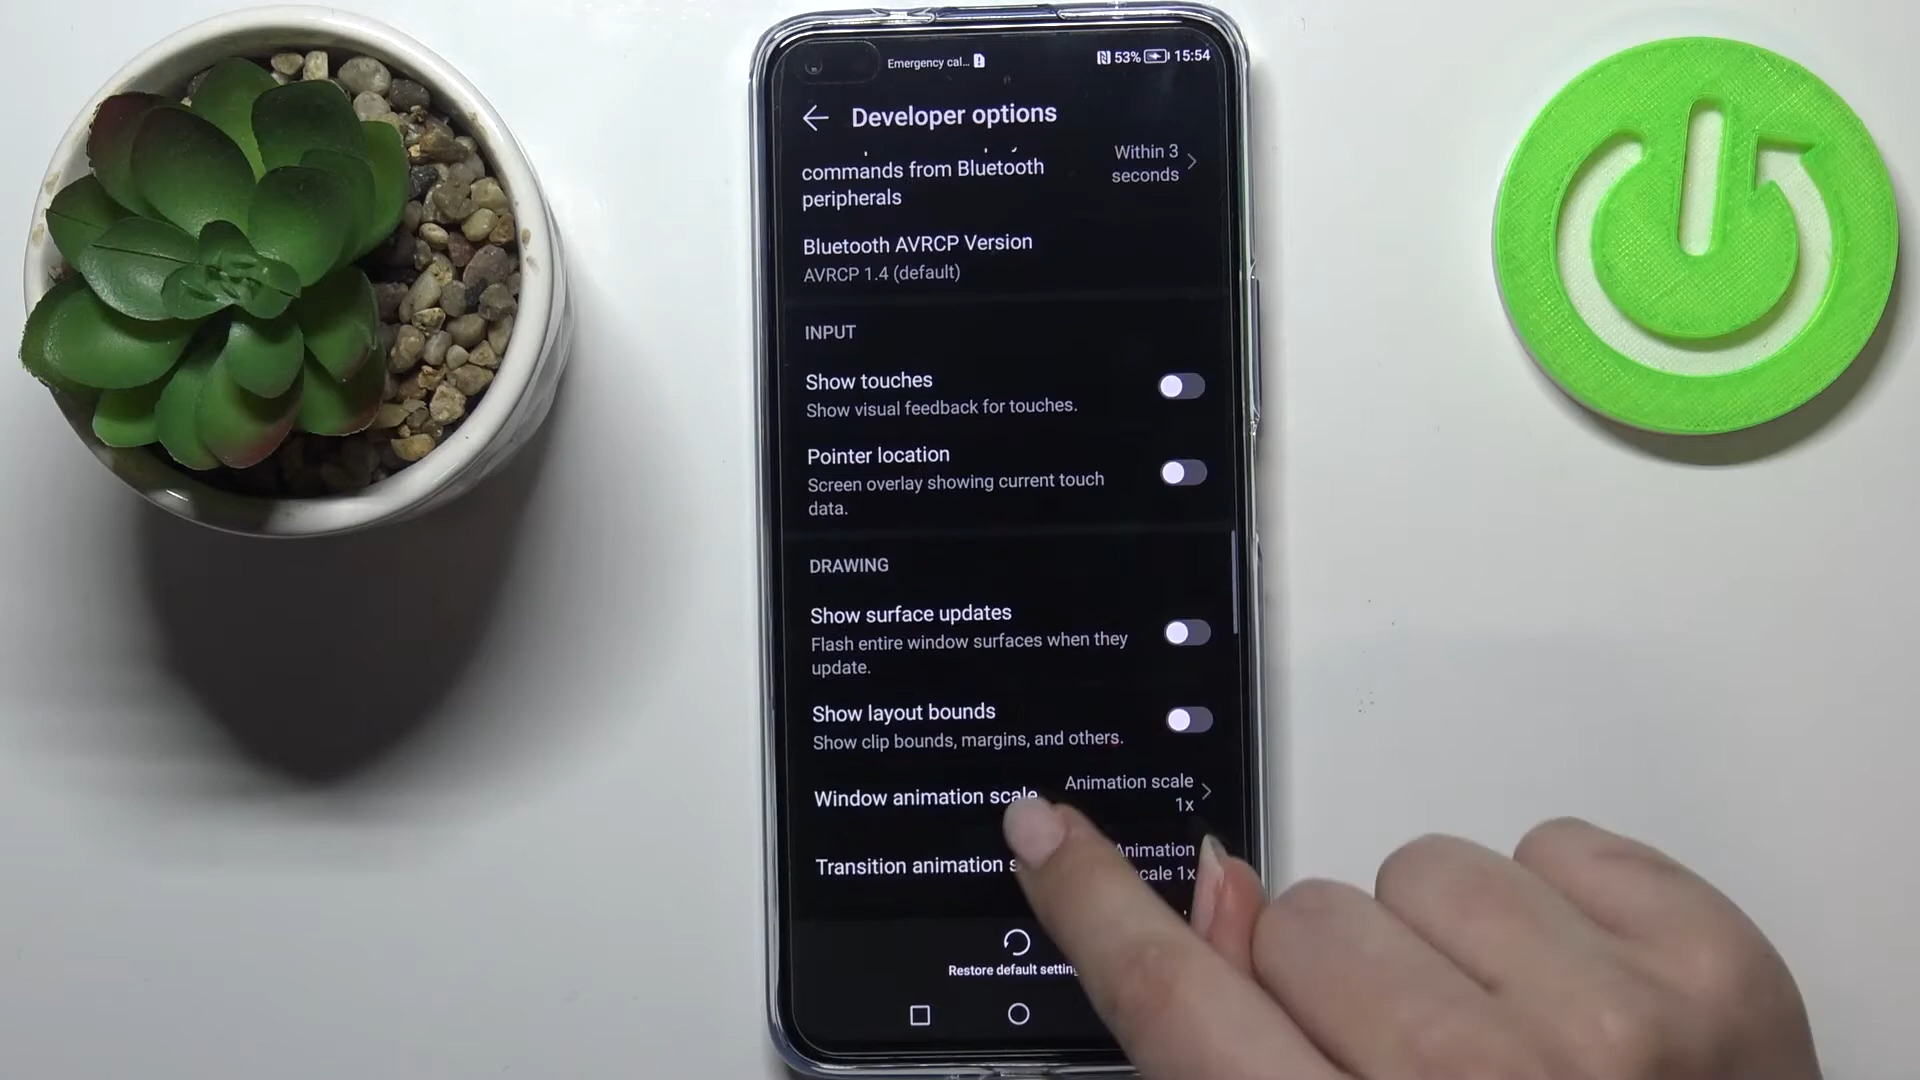 Emergency cal...
53% 15:54
Developer options
commands from Bluetooth
peripherals
Within 3
seconds
Bluetooth AVRCP Version
AVRCP 1.4 (default)
INPUT
Show touches
Show visual feedback for touches.
Pointer location
Screen overlay showing current touch
data.
DRAWING
Show surface updates
Flash entire window surfaces when they
update.
Show layout bounds
Show clip bounds, margins, and others.
Window animation scale
Animation scale
1x
Transition animation s
Animation
cale 1x
Restore default setting